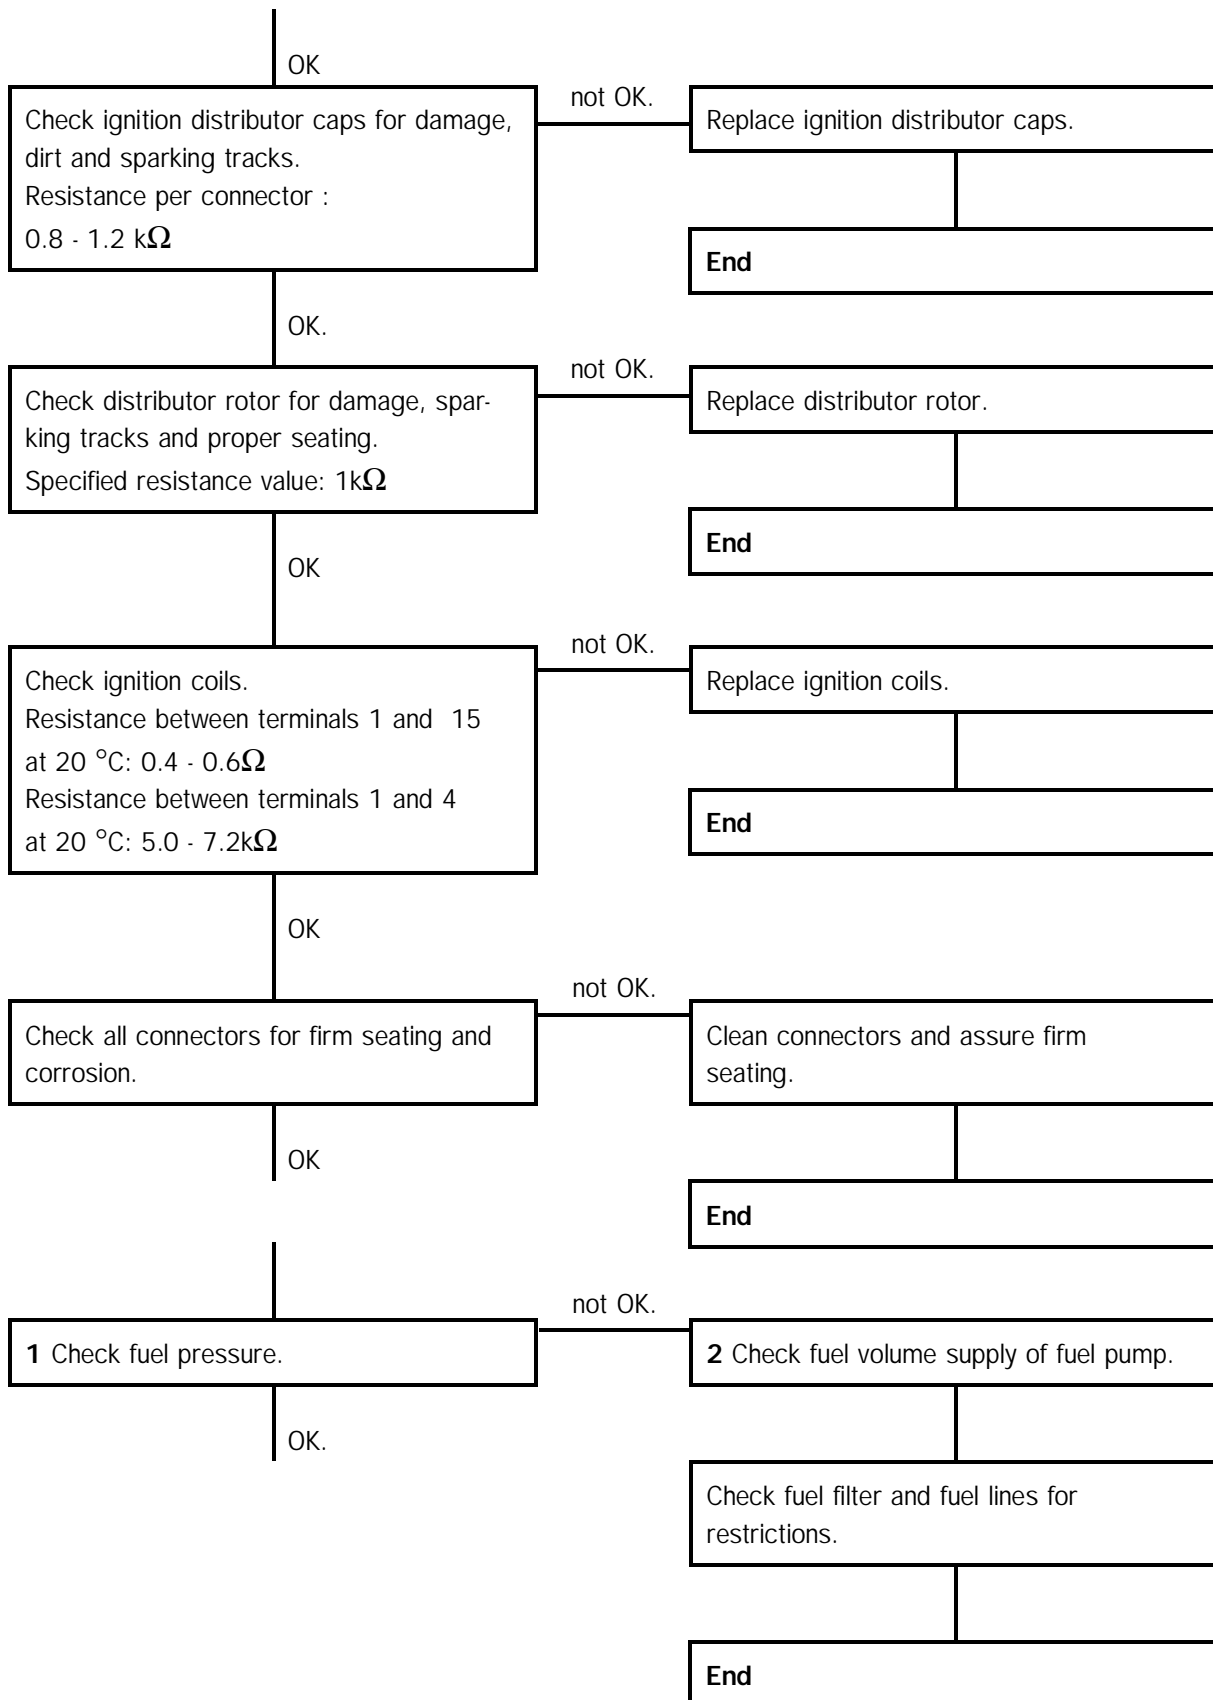 OK
not OK.
Check ignition distributor caps for damage,
dirt and sparking tracks.
Resistance per connector :
0.8 - 1.2 kΩ
Replace ignition distributor caps.
End
OK.
not OK.
Check distributor rotor for damage, spar-
king tracks and proper seating.
Specified resistance value: 1kΩ
Replace distributor rotor.
End
OK
not OK.
Check ignition coils.
Resistance between terminals 1 and 15
at 20 °C: 0.4 - 0.6Ω
Resistance between terminals 1 and 4
at 20 °C: 5.0 - 7.2kΩ
Replace ignition coils.
End
OK
not OK.
Check all connectors for firm seating and
corrosion.
Clean connectors and assure firm
seating.
OK
End
not OK.
1 Check fuel pressure.
2 Check fuel volume supply of fuel pump.
OK.
Check fuel filter and fuel lines for
restrictions.
End